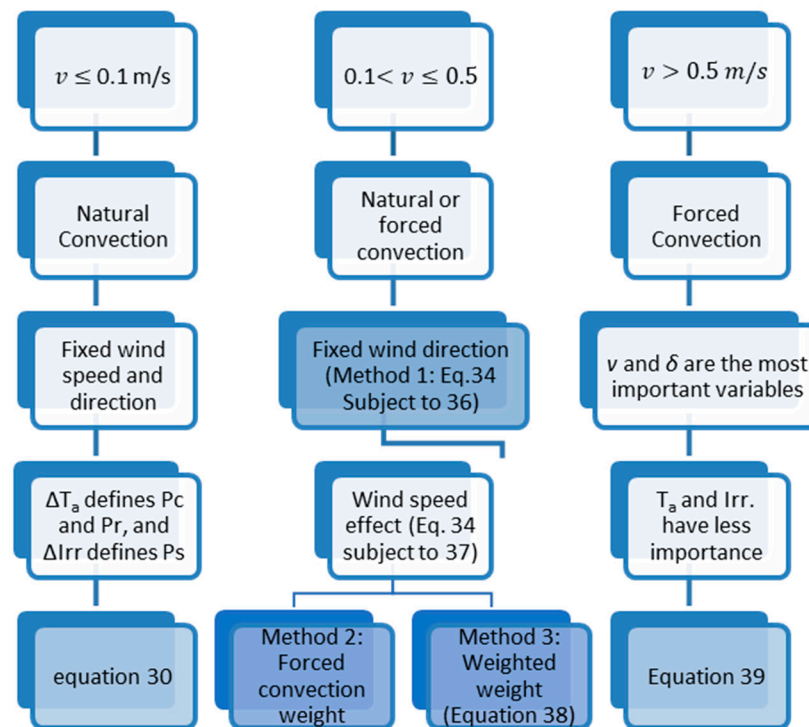 v ≤ 0.1 m/s
0.1< v ≤ 0.5
v > 0.5 m/s
Natural
Convection
Natural or
forced
convection
Forced
Convection
Fixed wind
speed and
direction
Fixed wind direction
(Method 1: Eq.34
Subject to 36)
v and δ are the most
important variables
ΔTa defines Pc
and Pr, and
ΔIrr defines Ps
Wind speed
effect (Eq. 34
subject to 37)
Ta and Irr.
have less
importance
equation 30
Method 2:
Forced
convection
weight
Method 3:
Weighted
weight
(Equation 38)
Equation 39